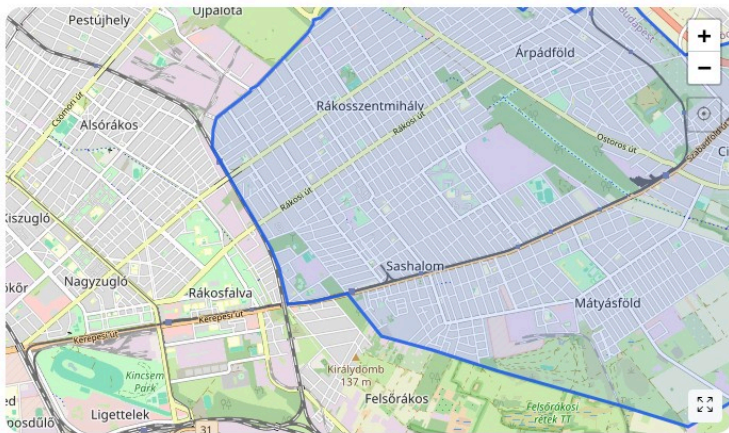 Pestújhely
Újpalota
Budapest
+
−
Árpádföld
Csömöri út
Rákosszentmihály
Alsórákos
Rákosi út
Ostoros út
Szabadföld út
Rákosi út
Kiszugló
Sashalom
Nagyzugló
Rákosfalva
Mátyásföld
Kerepesi út
Kerepesi út
Királydomb
137 m
Kincsem
Park
Felsőrákos
Felsőrákosi
rétek TT
Ligettelek
31